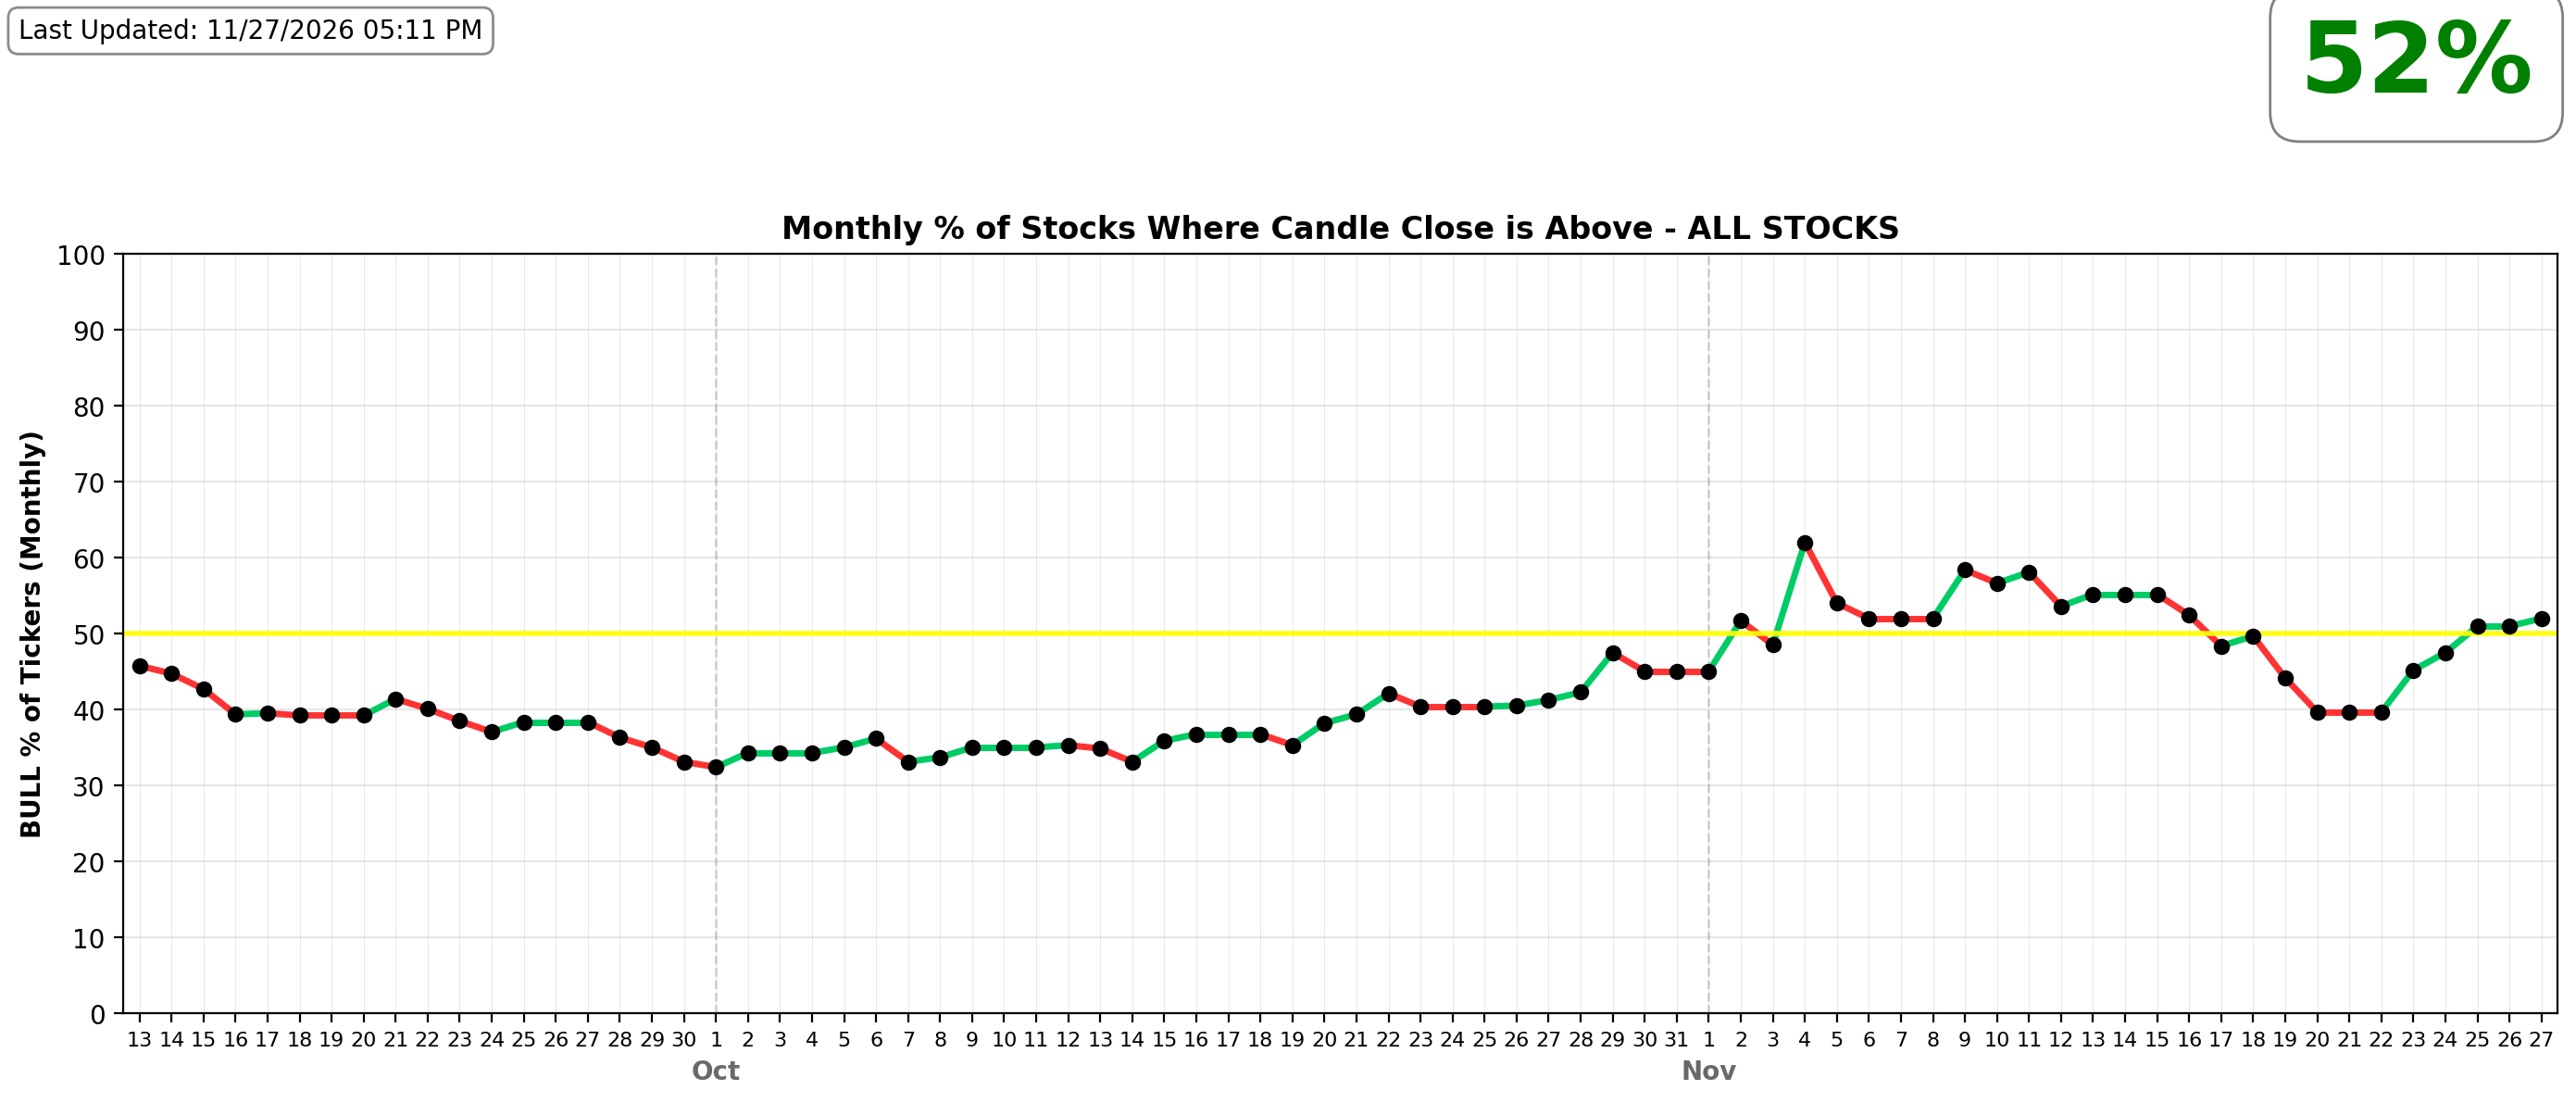 Last Updated: 11/27/2026 05:11 PM
52%
Monthly % of Stocks Where Candle Close is Above - ALL STOCKS
BULL % of Tickers (Monthly)
100
90
80
70
60
50
40
30
20
10
0
13 14 15 16 17 18 19 20 21 22 23 24 25 26 27 28 29 30 1 2 3 4 5 6 7 8 9 10 11 12 13 14 15 16 17 18 19 20 21 22 23 24 25 26 27 28 29 30 31 1 2 3 4 5 6 7 8 9 10 11 12 13 14 15 16 17 18 19 20 21 22 23 24 25 26 27
Oct Nov